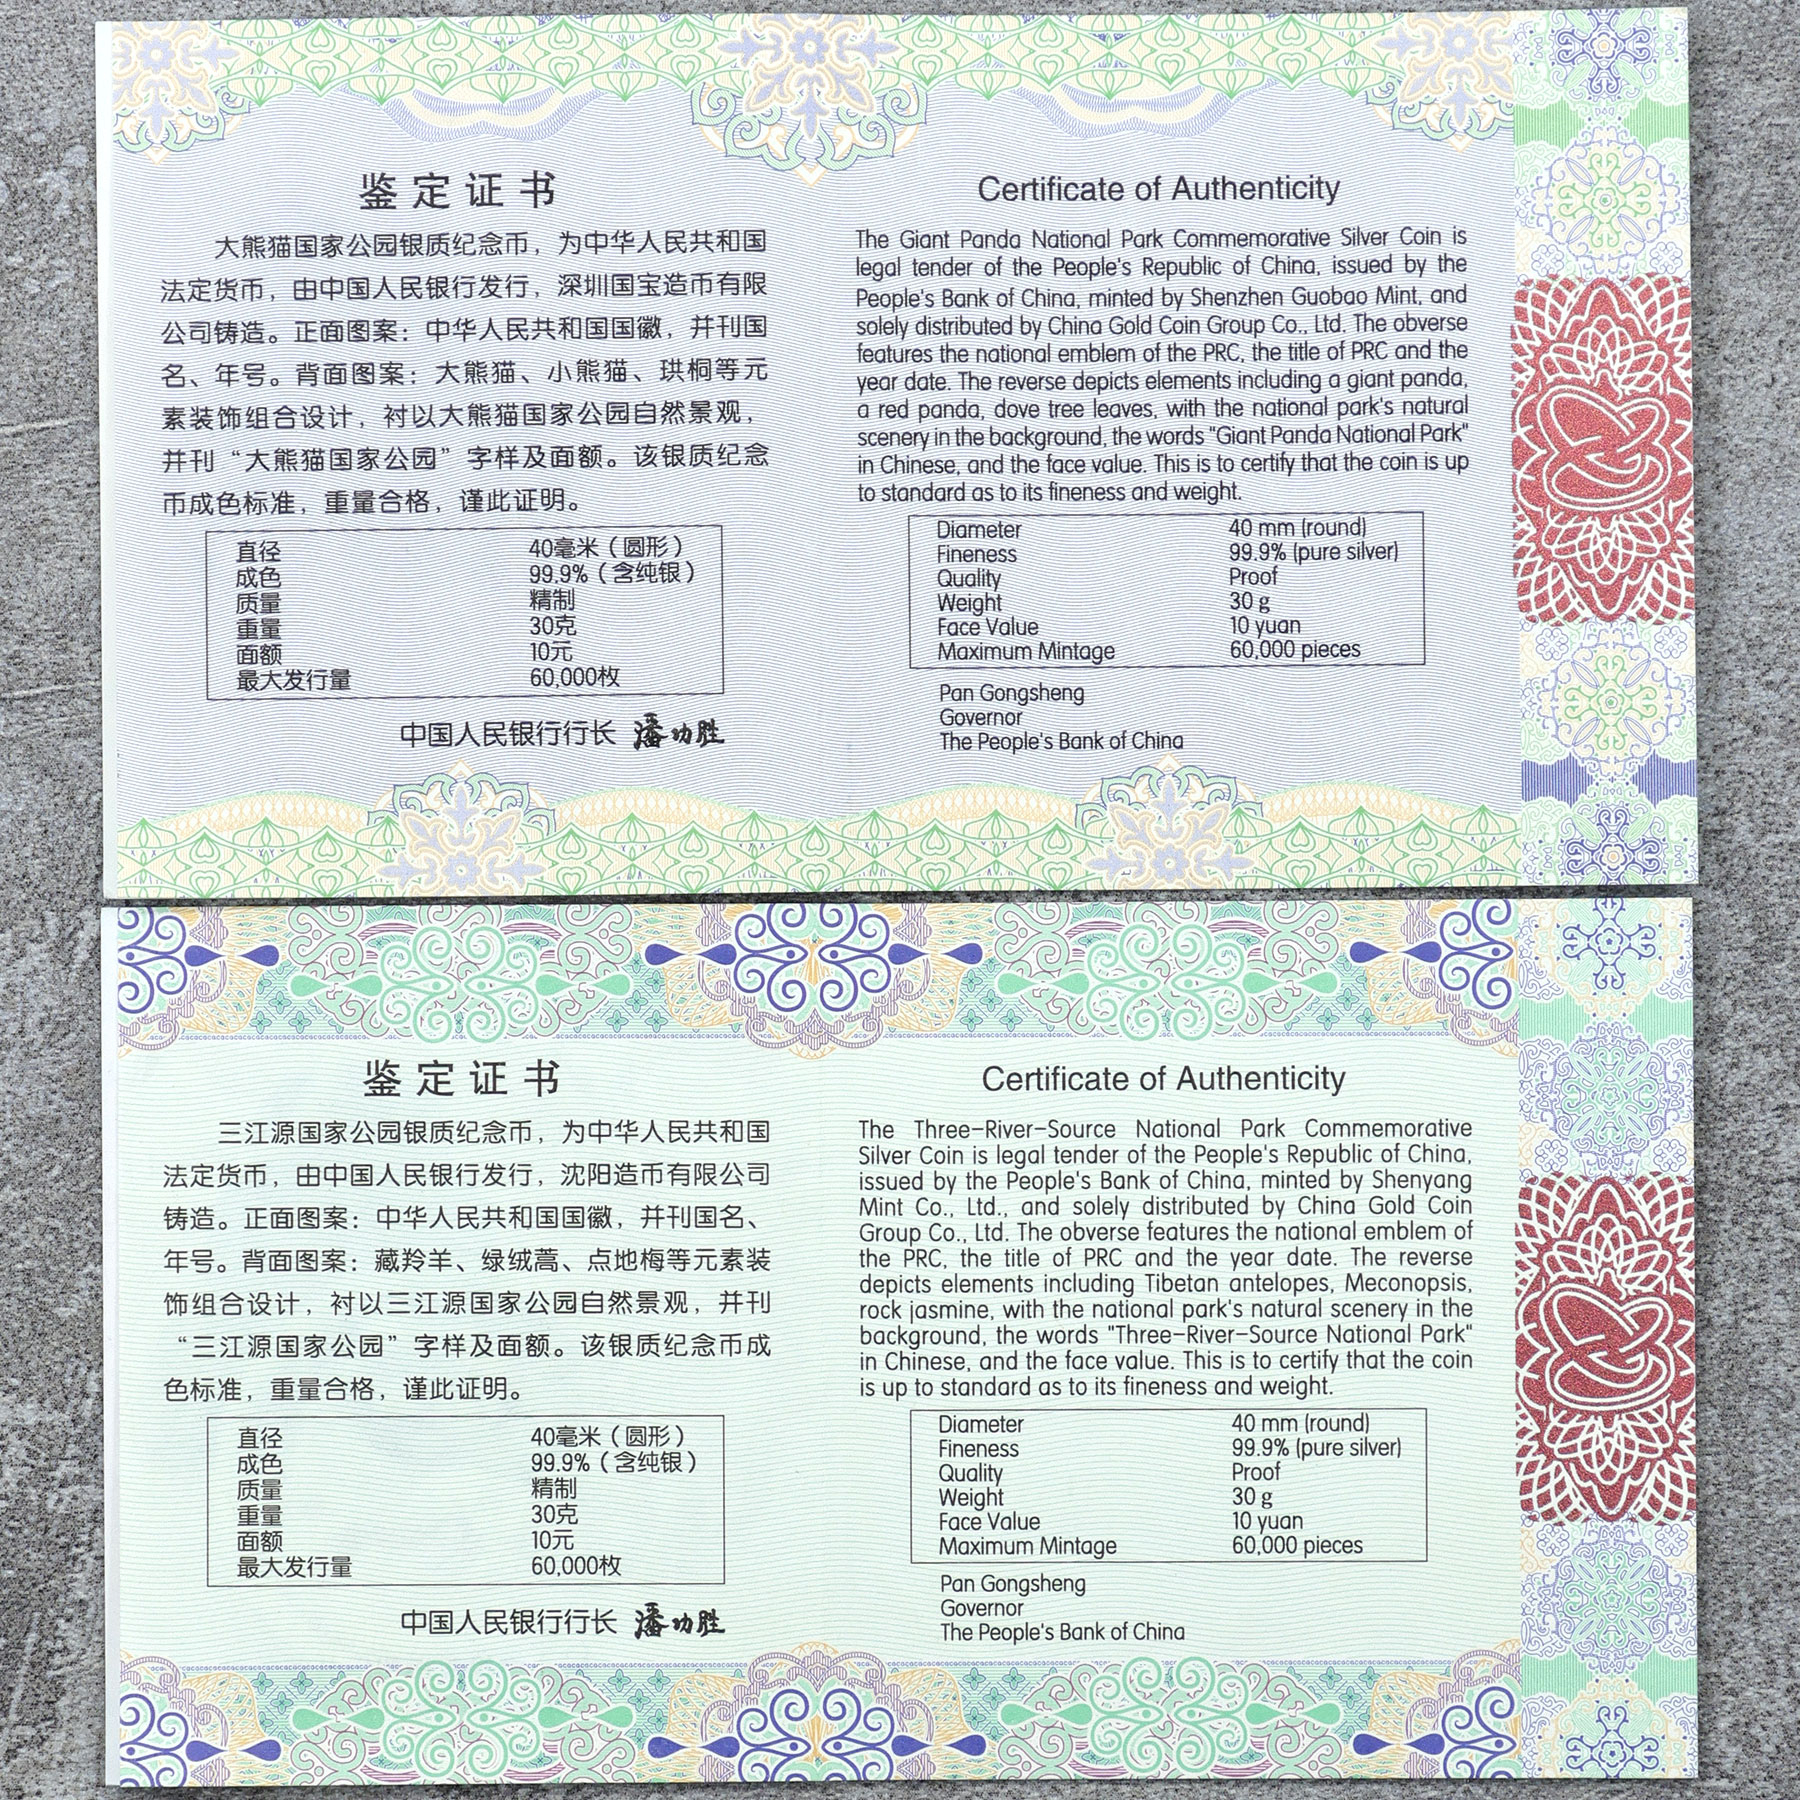 鉴定证书
大熊猫国家公园银质纪念币，为中华人民共和国
法定货币，由中国人民银行发行，深圳国宝造币有限
公司铸造。正面图案：中华人民共和国国徽，并刊国
名、年号。背面图案：大熊猫、小熊猫、珙桐等元
素装饰组合设计，衬以大熊猫国家公园自然景观，
并刊“大熊猫国家公园”字样及面额。该银质纪念
币成色标准，重量合格，谨此证明。
直径 40毫米（圆形）
成色 99.9%（含纯银）
质量 精制
重量 30克
面额 10元
最大发行量 60,000枚
中国人民银行行长 潘功胜
Certificate of Authenticity
The Giant Panda National Park Commemorative Silver Coin is
legal tender of the People's Republic of China, issued by the
People's Bank of China, minted by Shenzhen Guobao Mint, and
solely distributed by China Gold Coin Group Co., Ltd. The obverse
features the national emblem of the PRC, the title of PRC and the
year date. The reverse depicts elements including a giant panda,
a red panda, dove tree leaves, with the national park's natural
scenery in the background, the words "Giant Panda National Park"
in Chinese, and the face value. This is to certify that the coin is up
to standard as to its fineness and weight.
Diameter 40 mm (round)
Fineness 99.9% (pure silver)
Quality Proof
Weight 30 g
Face Value 10 yuan
Maximum Mintage 60,000 pieces
Pan Gongsheng
Governor
The People's Bank of China
鉴定证书
三江源国家公园银质纪念币，为中华人民共和国
法定货币，由中国人民银行发行，沈阳造币有限公司
铸造。正面图案：中华人民共和国国徽，并刊国名、
年号。背面图案：藏羚羊、绿绒蒿、点地梅等元素装
饰组合设计，衬以三江源国家公园自然景观，并刊
“三江源国家公园”字样及面额。该银质纪念币成
色标准，重量合格，谨此证明。
直径 40毫米（圆形）
成色 99.9%（含纯银）
质量 精制
重量 30克
面额 10元
最大发行量 60,000枚
中国人民银行行长 潘功胜
Certificate of Authenticity
The Three-River-Source National Park Commemorative
Silver Coin is legal tender of the People's Republic of China,
issued by the People's Bank of China, minted by Shenyang
Mint Co., Ltd., and solely distributed by China Gold Coin
Group Co., Ltd. The obverse features the national emblem of
the PRC, the title of PRC and the year date. The reverse
depicts elements including Tibetan antelopes, Meconopsis,
rock jasmine, with the national park's natural scenery in the
background, the words "Three-River-Source National Park"
in Chinese, and the face value. This is to certify that the coin
is up to standard as to its fineness and weight.
Diameter 40 mm (round)
Fineness 99.9% (pure silver)
Quality Proof
Weight 30 g
Face Value 10 yuan
Maximum Mintage 60,000 pieces
Pan Gongsheng
Governor
The People's Bank of China